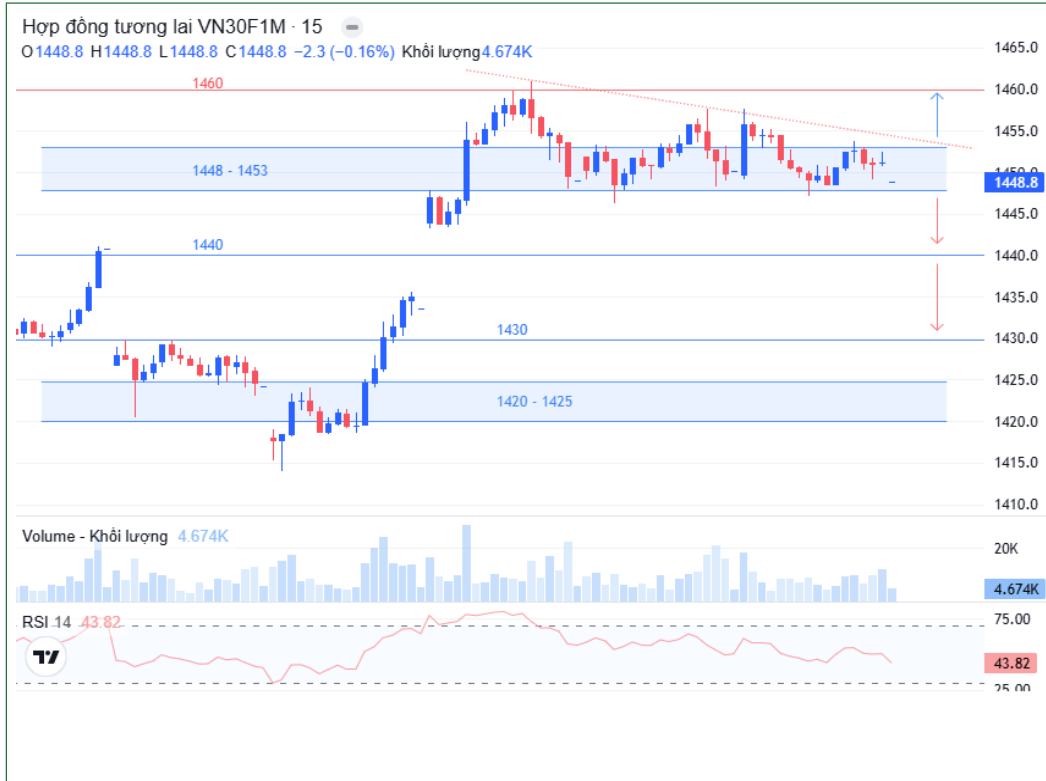 Hợp đồng tương lai VN30F1M · 15
O1448.8 H1448.8 L1448.8 C1448.8 −2.3 (−0.16%) Khối lượng4.674K
1465.0
1460
1460.0
1455.0
1448 - 1453
1450.0
1448.8
1445.0
1440
1440.0
1435.0
1430
1430.0
1425.0
1420 - 1425
1420.0
1415.0
1410.0
Volume - Khối lượng 4.674K
20K
4.674K
RSI 14 43.82
75.00
43.82
25.00